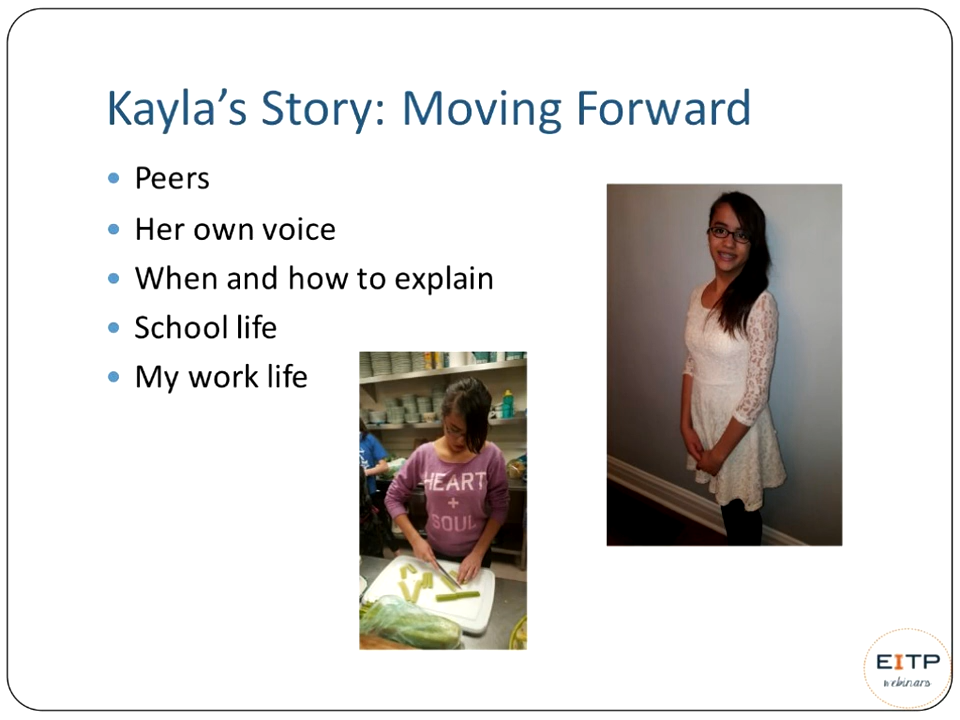 Kayla’s Story: Moving Forward
Peers
Her own voice
When and how to explain
School life
My work life
HEART
+
SOUL
EITP
webinars